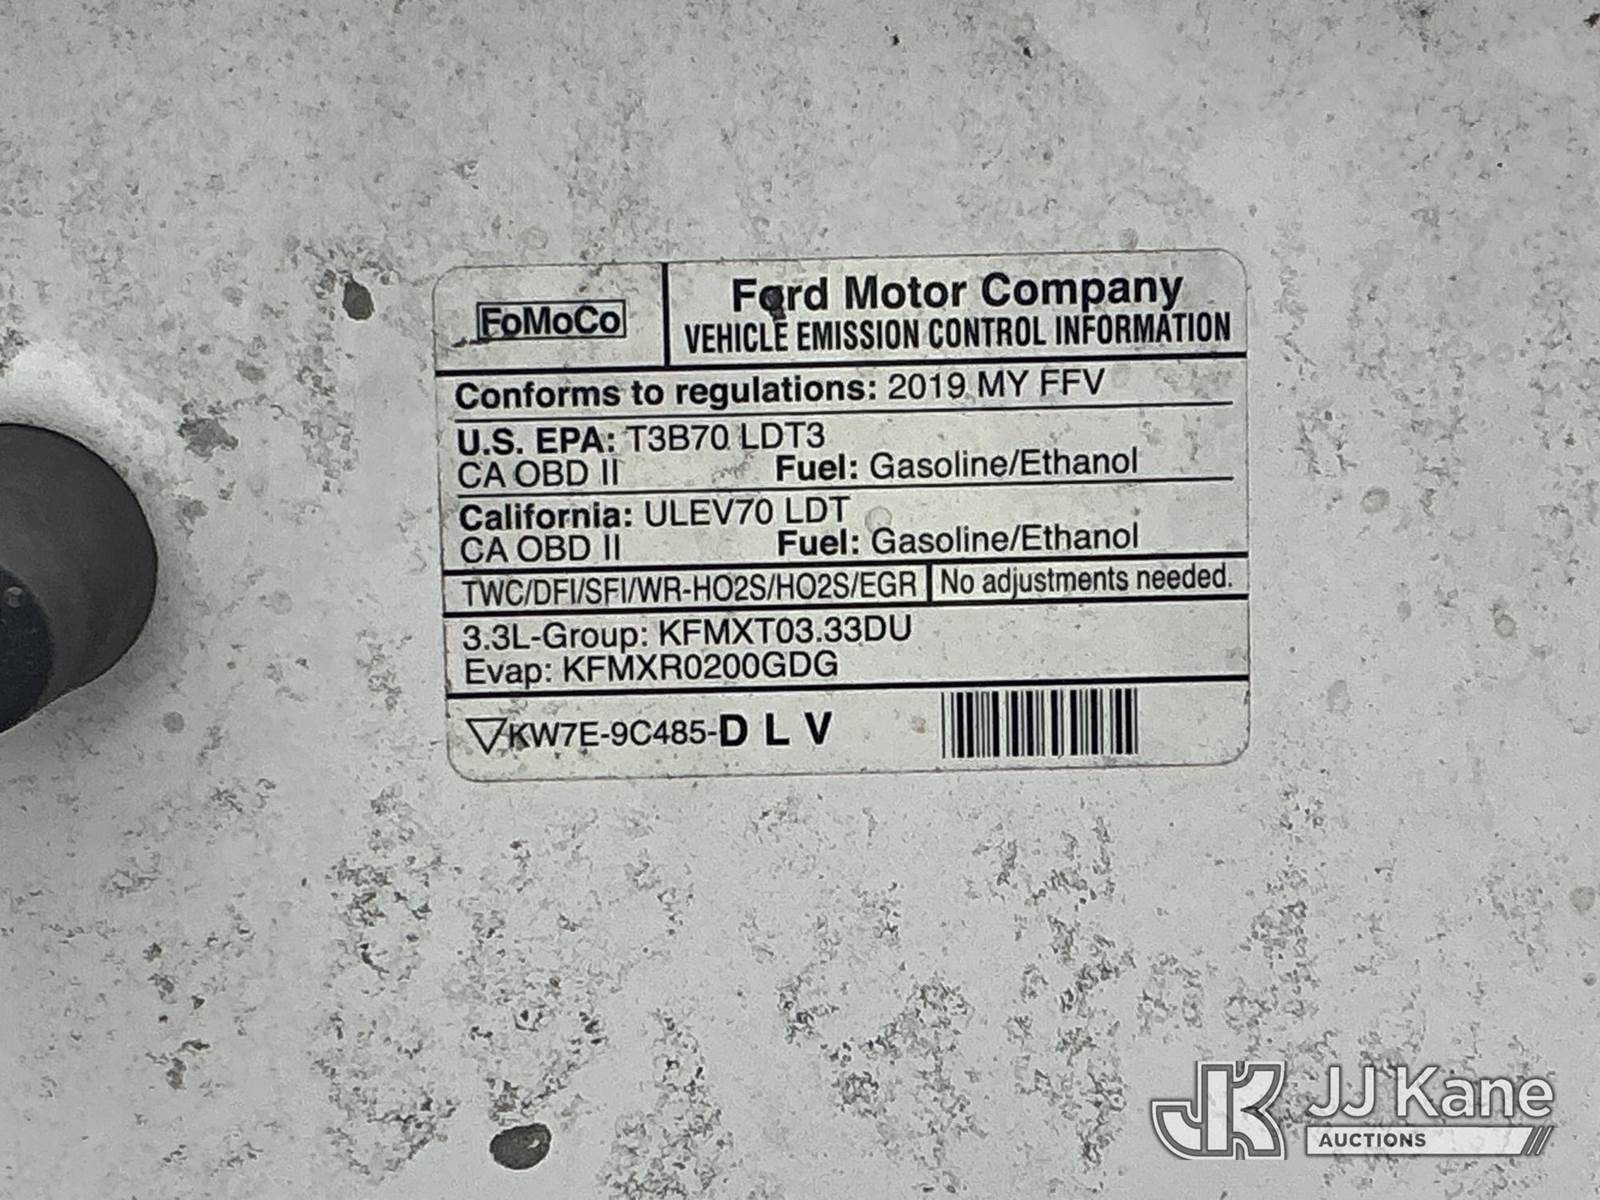 FoMoCo
Ford Motor Company
VEHICLE EMISSION CONTROL INFORMATION
Conforms to regulations: 2019 MY FFV
U.S. EPA: T3B70 LDT3
CA OBD II Fuel: Gasoline/Ethanol
California: ULEV70 LDT
CA OBD II Fuel: Gasoline/Ethanol
TWC/DFI/SFI/WR-HO2S/HO2S/EGR No adjustments needed.
3.3L-Group: KFMXT03.33DU
Evap: KFMXR0200GDG
KW7E-9C485-D L V
JK JJ Kane
AUCTIONS